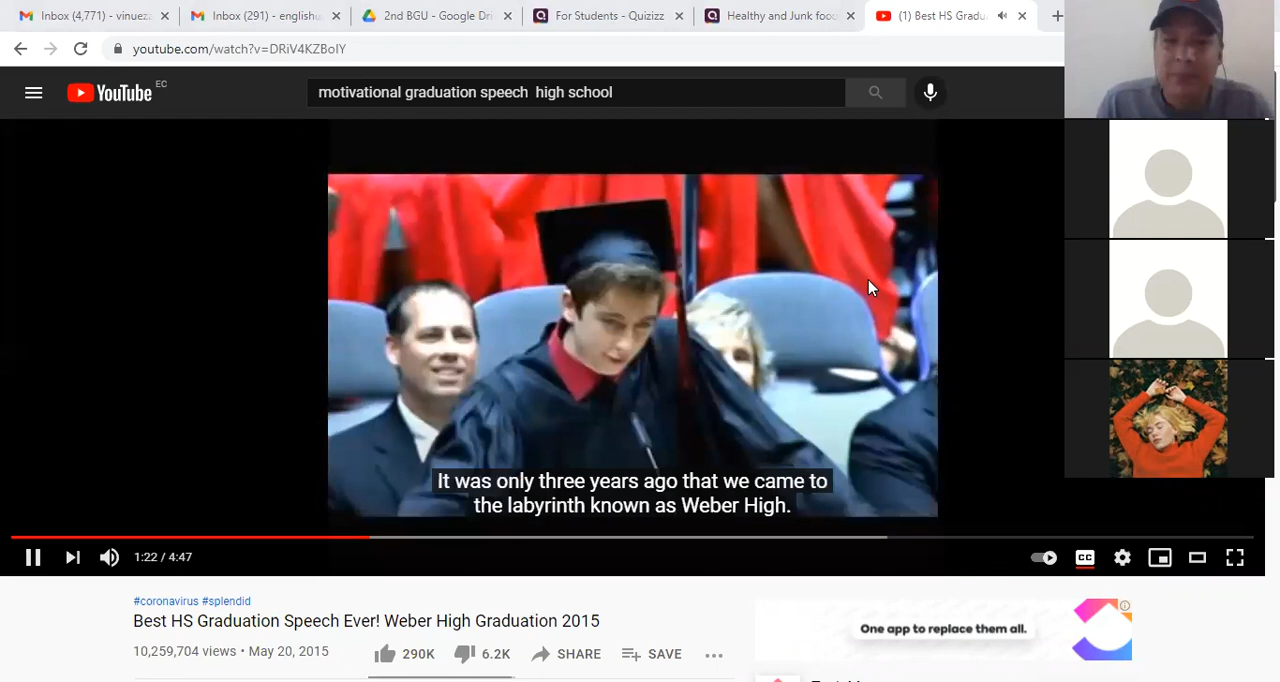 Inbox (4,771) - vinueza
Inbox (291) - english
2nd BGU - Google Dri
For Students - Quizizz
Healthy and Junk foo
(1) Best HS Gradu
youtube.com/watch?v=DRiV4KZBoIY
YouTube EC
motivational graduation speech high school
It was only three years ago that we came to
the labyrinth known as Weber High.
1:22 / 4:47
CC
#coronavirus #splendid
Best HS Graduation Speech Ever! Weber High Graduation 2015
10,259,704 views • May 20, 2015
290K
6.2K
SHARE
SAVE
One app to replace them all.